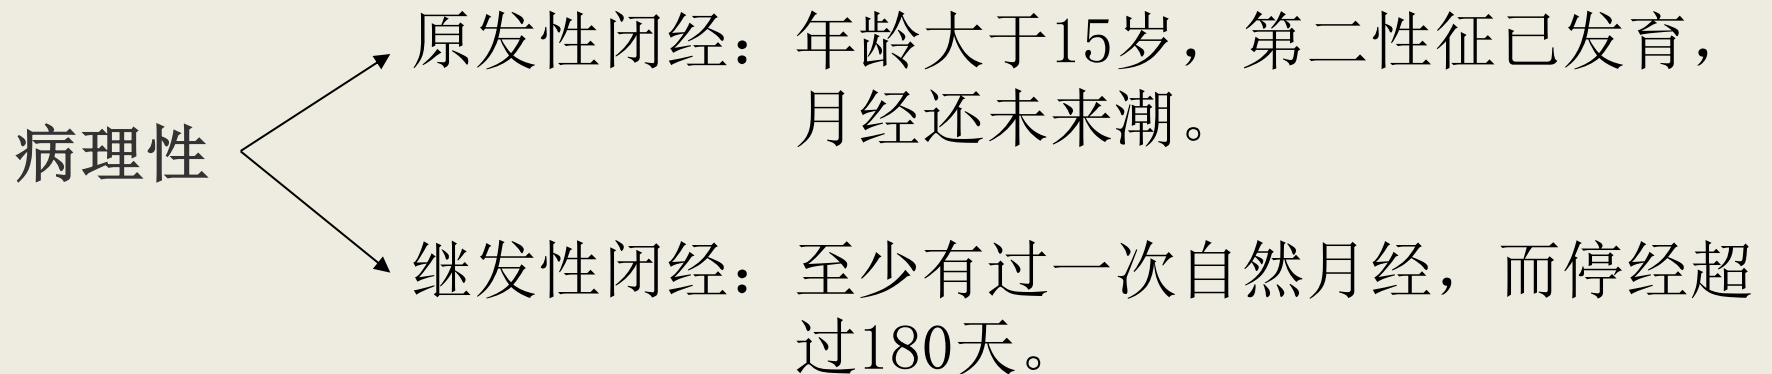 原发性闭经：年龄大于15岁，第二性征已发育，
月经还未来潮。
病理性
继发性闭经：至少有过一次自然月经，而停经超
过180天。